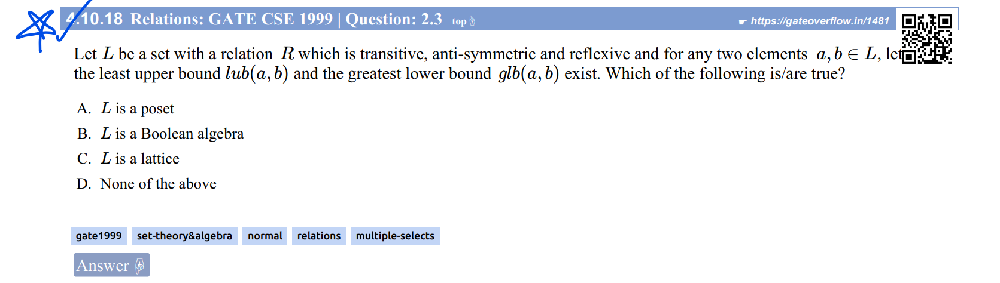 4.10.18 Relations: GATE CSE 1999 | Question: 2.3 top☟ ☛ https://gateoverflow.in/1481
Let L be a set with a relation R which is transitive, anti-symmetric and reflexive and for any two elements a, b ∈ L, let
the least upper bound lub(a, b) and the greatest lower bound glb(a, b) exist. Which of the following is/are true?
A. L is a poset
B. L is a Boolean algebra
C. L is a lattice
D. None of the above
gate1999 set-theory&algebra normal relations multiple-selects
Answer ☟